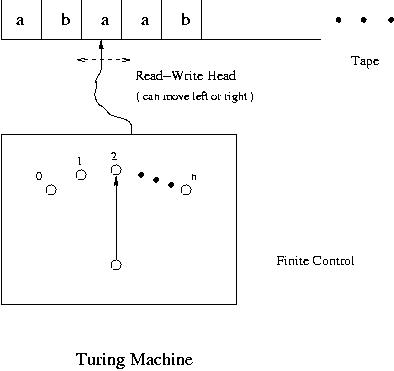 a b a a b
Tape
Read-Write Head
( can move left or right )
0 1 2 n
Finite Control
Turing Machine